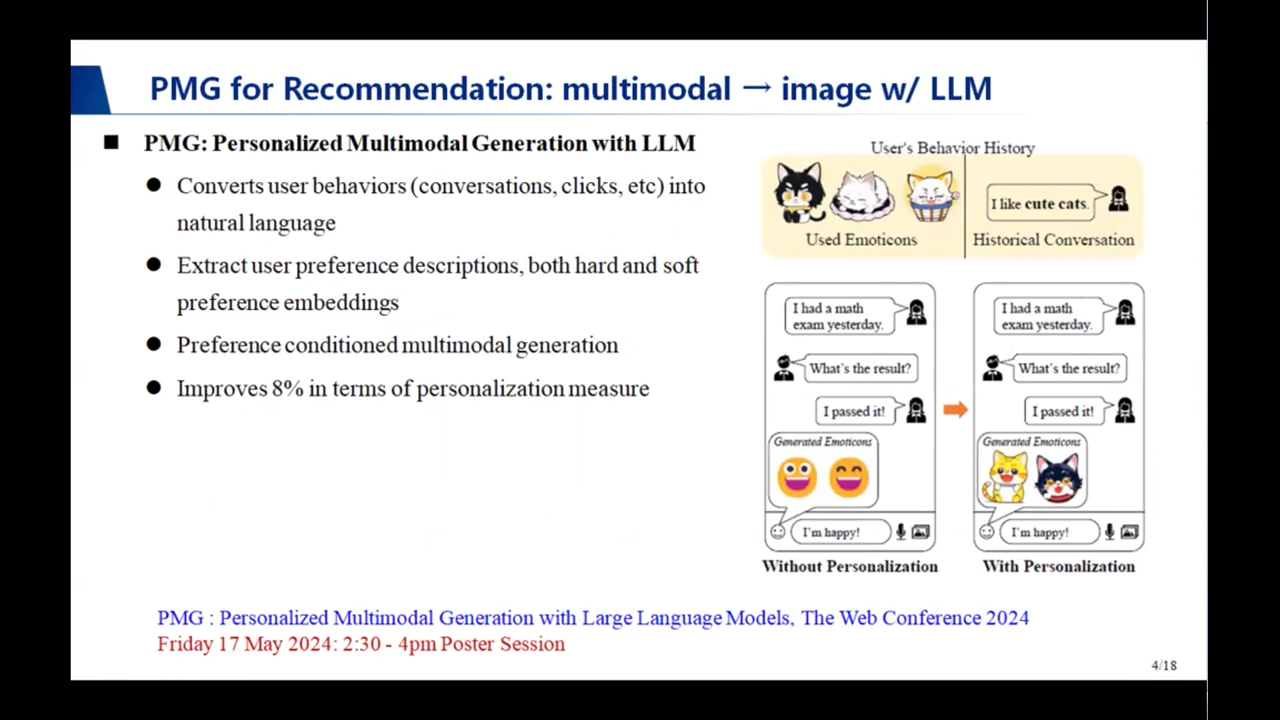 PMG for Recommendation: multimodal → image w/ LLM
PMG: Personalized Multimodal Generation with LLM
Converts user behaviors (conversations, clicks, etc) into
natural language
Extract user preference descriptions, both hard and soft
preference embeddings
Preference conditioned multimodal generation
Improves 8% in terms of personalization measure
User's Behavior History
I like cute cats.
Used Emoticons
Historical Conversation
I had a math
exam yesterday.
What's the result?
I passed it!
Generated Emoticons
I'm happy!
Without Personalization
I had a math
exam yesterday.
What's the result?
I passed it!
Generated Emoticons
I'm happy!
With Personalization
PMG : Personalized Multimodal Generation with Large Language Models, The Web Conference 2024
Friday 17 May 2024: 2:30 - 4pm Poster Session
4/18